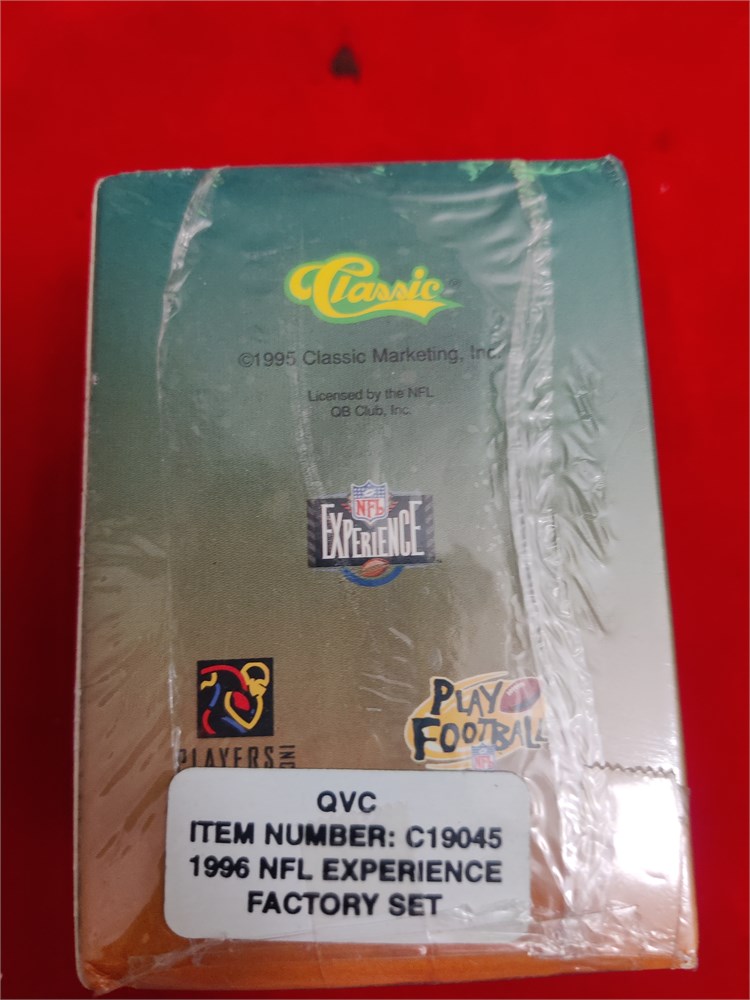 Classic®
©1995 Classic Marketing, Inc.
Licensed by the NFL
QB Club, Inc.
NFL
EXPERIENCE
PLAYERS INC
PLAY
FOOTBALL
NFL
QVC
ITEM NUMBER: C19045
1996 NFL EXPERIENCE
FACTORY SET